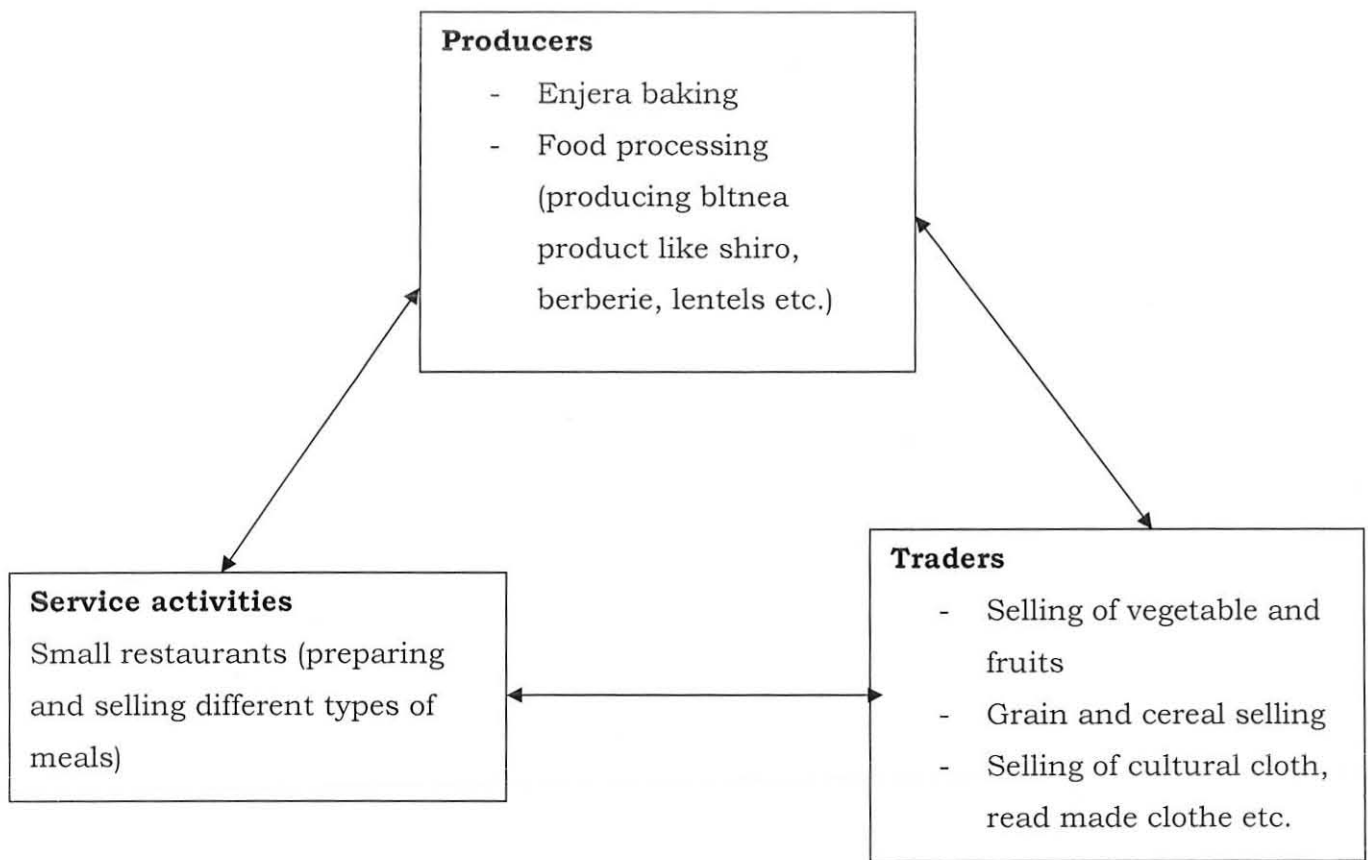 Producers
- Enjera baking
- Food processing
(producing bltnea
product like shiro,
berberie, lentels etc.)
Service activities
Small restaurants (preparing
and selling different types of
meals)
Traders
- Selling of vegetable and
fruits
- Grain and cereal selling
- Selling of cultural cloth,
read made clothe etc.